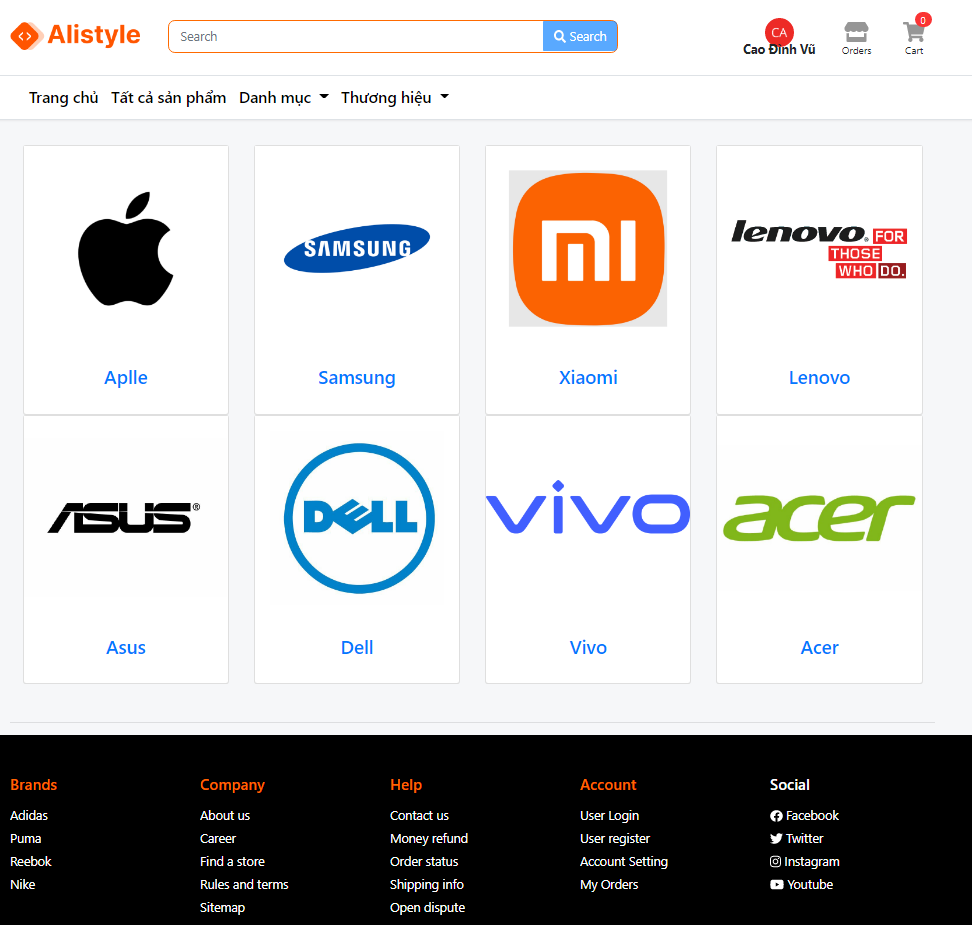 Alistyle
Search
Search
CA
Cao Đình Vũ
Orders
0
Cart
Trang chủ Tất cả sản phẩm Danh mục Thương hiệu
SAMSUNG
mi
lenovo® FOR
THOSE
WHO DO.
Aplle
Samsung
Xiaomi
Lenovo
ASUS®
DELL
vivo
acer
Asus
Dell
Vivo
Acer
Brands
Adidas
Puma
Reebok
Nike
Company
About us
Career
Find a store
Rules and terms
Sitemap
Help
Contact us
Money refund
Order status
Shipping info
Open dispute
Account
User Login
User register
Account Setting
My Orders
Social
Facebook
Twitter
Instagram
Youtube